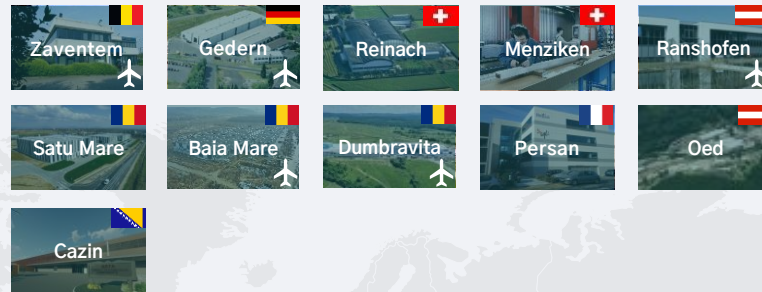 Zaventem
Gedern
Reinach
Menziken
Ranshofen
Satu Mare
Baia Mare
Dumbravita
Persan
Oed
Cazin